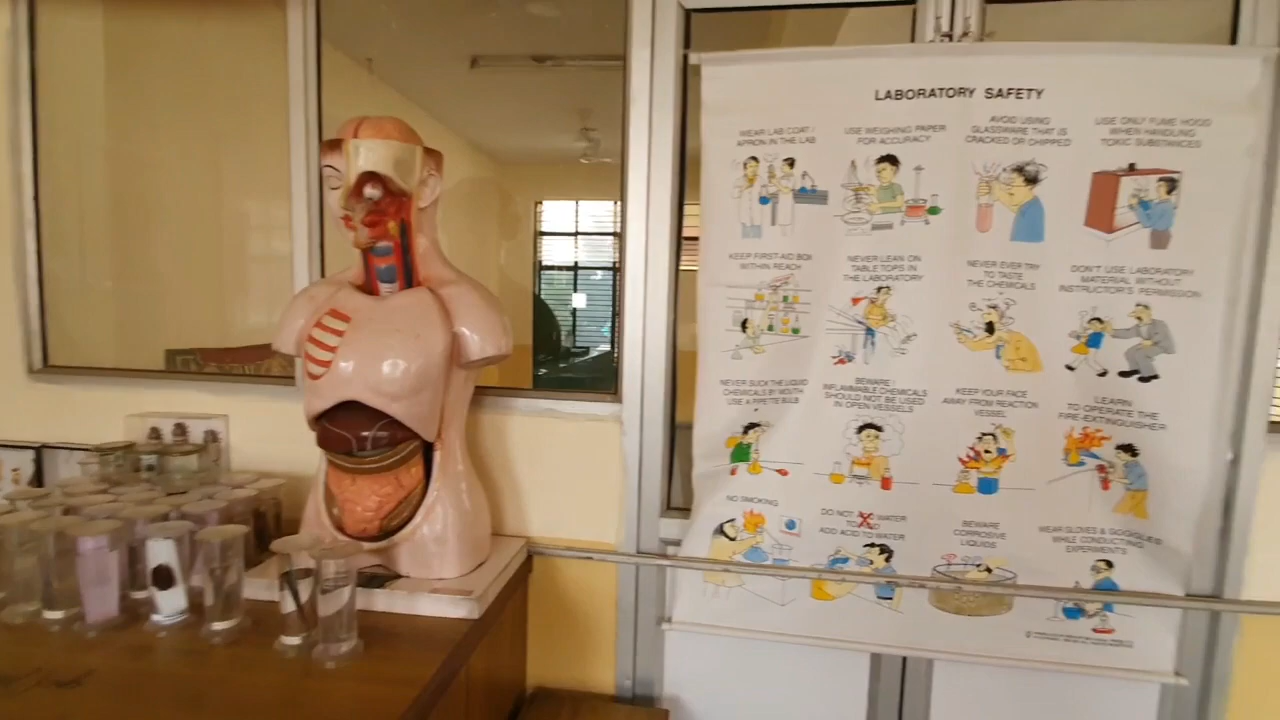 LABORATORY SAFETY
WEAR LAB COAT /
APRON IN THE LAB
USE WEIGHING PAPER
FOR ACCURACY
AVOID USING
GLASSWARE THAT IS
CRACKED OR CHIPPED
USE ONLY FUME HOOD
WHEN HANDLING
TOXIC SUBSTANCES
KEEP FIRST-AID BOX
WITHIN REACH
NEVER LEAN ON
TABLE TOPS IN
THE LABORATORY
NEVER EVER TRY
TO TASTE
THE CHEMICALS
DON'T USE LABORATORY
MATERIAL WITHOUT
INSTRUCTOR'S PERMISSION
NEVER SUCK THE LIQUID
CHEMICALS BY MOUTH
USE A PIPETTE BULB
BEWARE
INFLAMMABLE CHEMICALS
SHOULD NOT BE USED
IN OPEN VESSELS
KEEP YOUR FACE
AWAY FROM REACTION
VESSEL
LEARN
TO OPERATE THE
FIRE EXTINGUISHER
NO SMOKING
DO NOT ADD WATER
TO ACID
ADD ACID TO WATER
BEWARE
CORROSIVE
LIQUIDS
WEAR GLOVES & GOGGLES
WHILE CONDUCTING
EXPERIMENTS